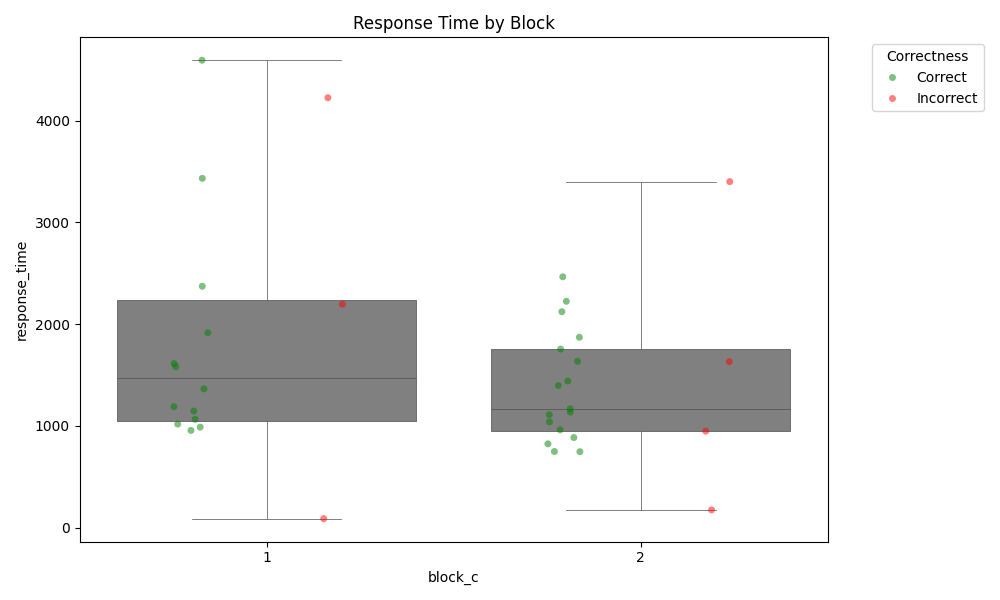 Response Time by Block
Correctness
Correct
Incorrect
response_time
4000
3000
2000
1000
0
1
2
block_c